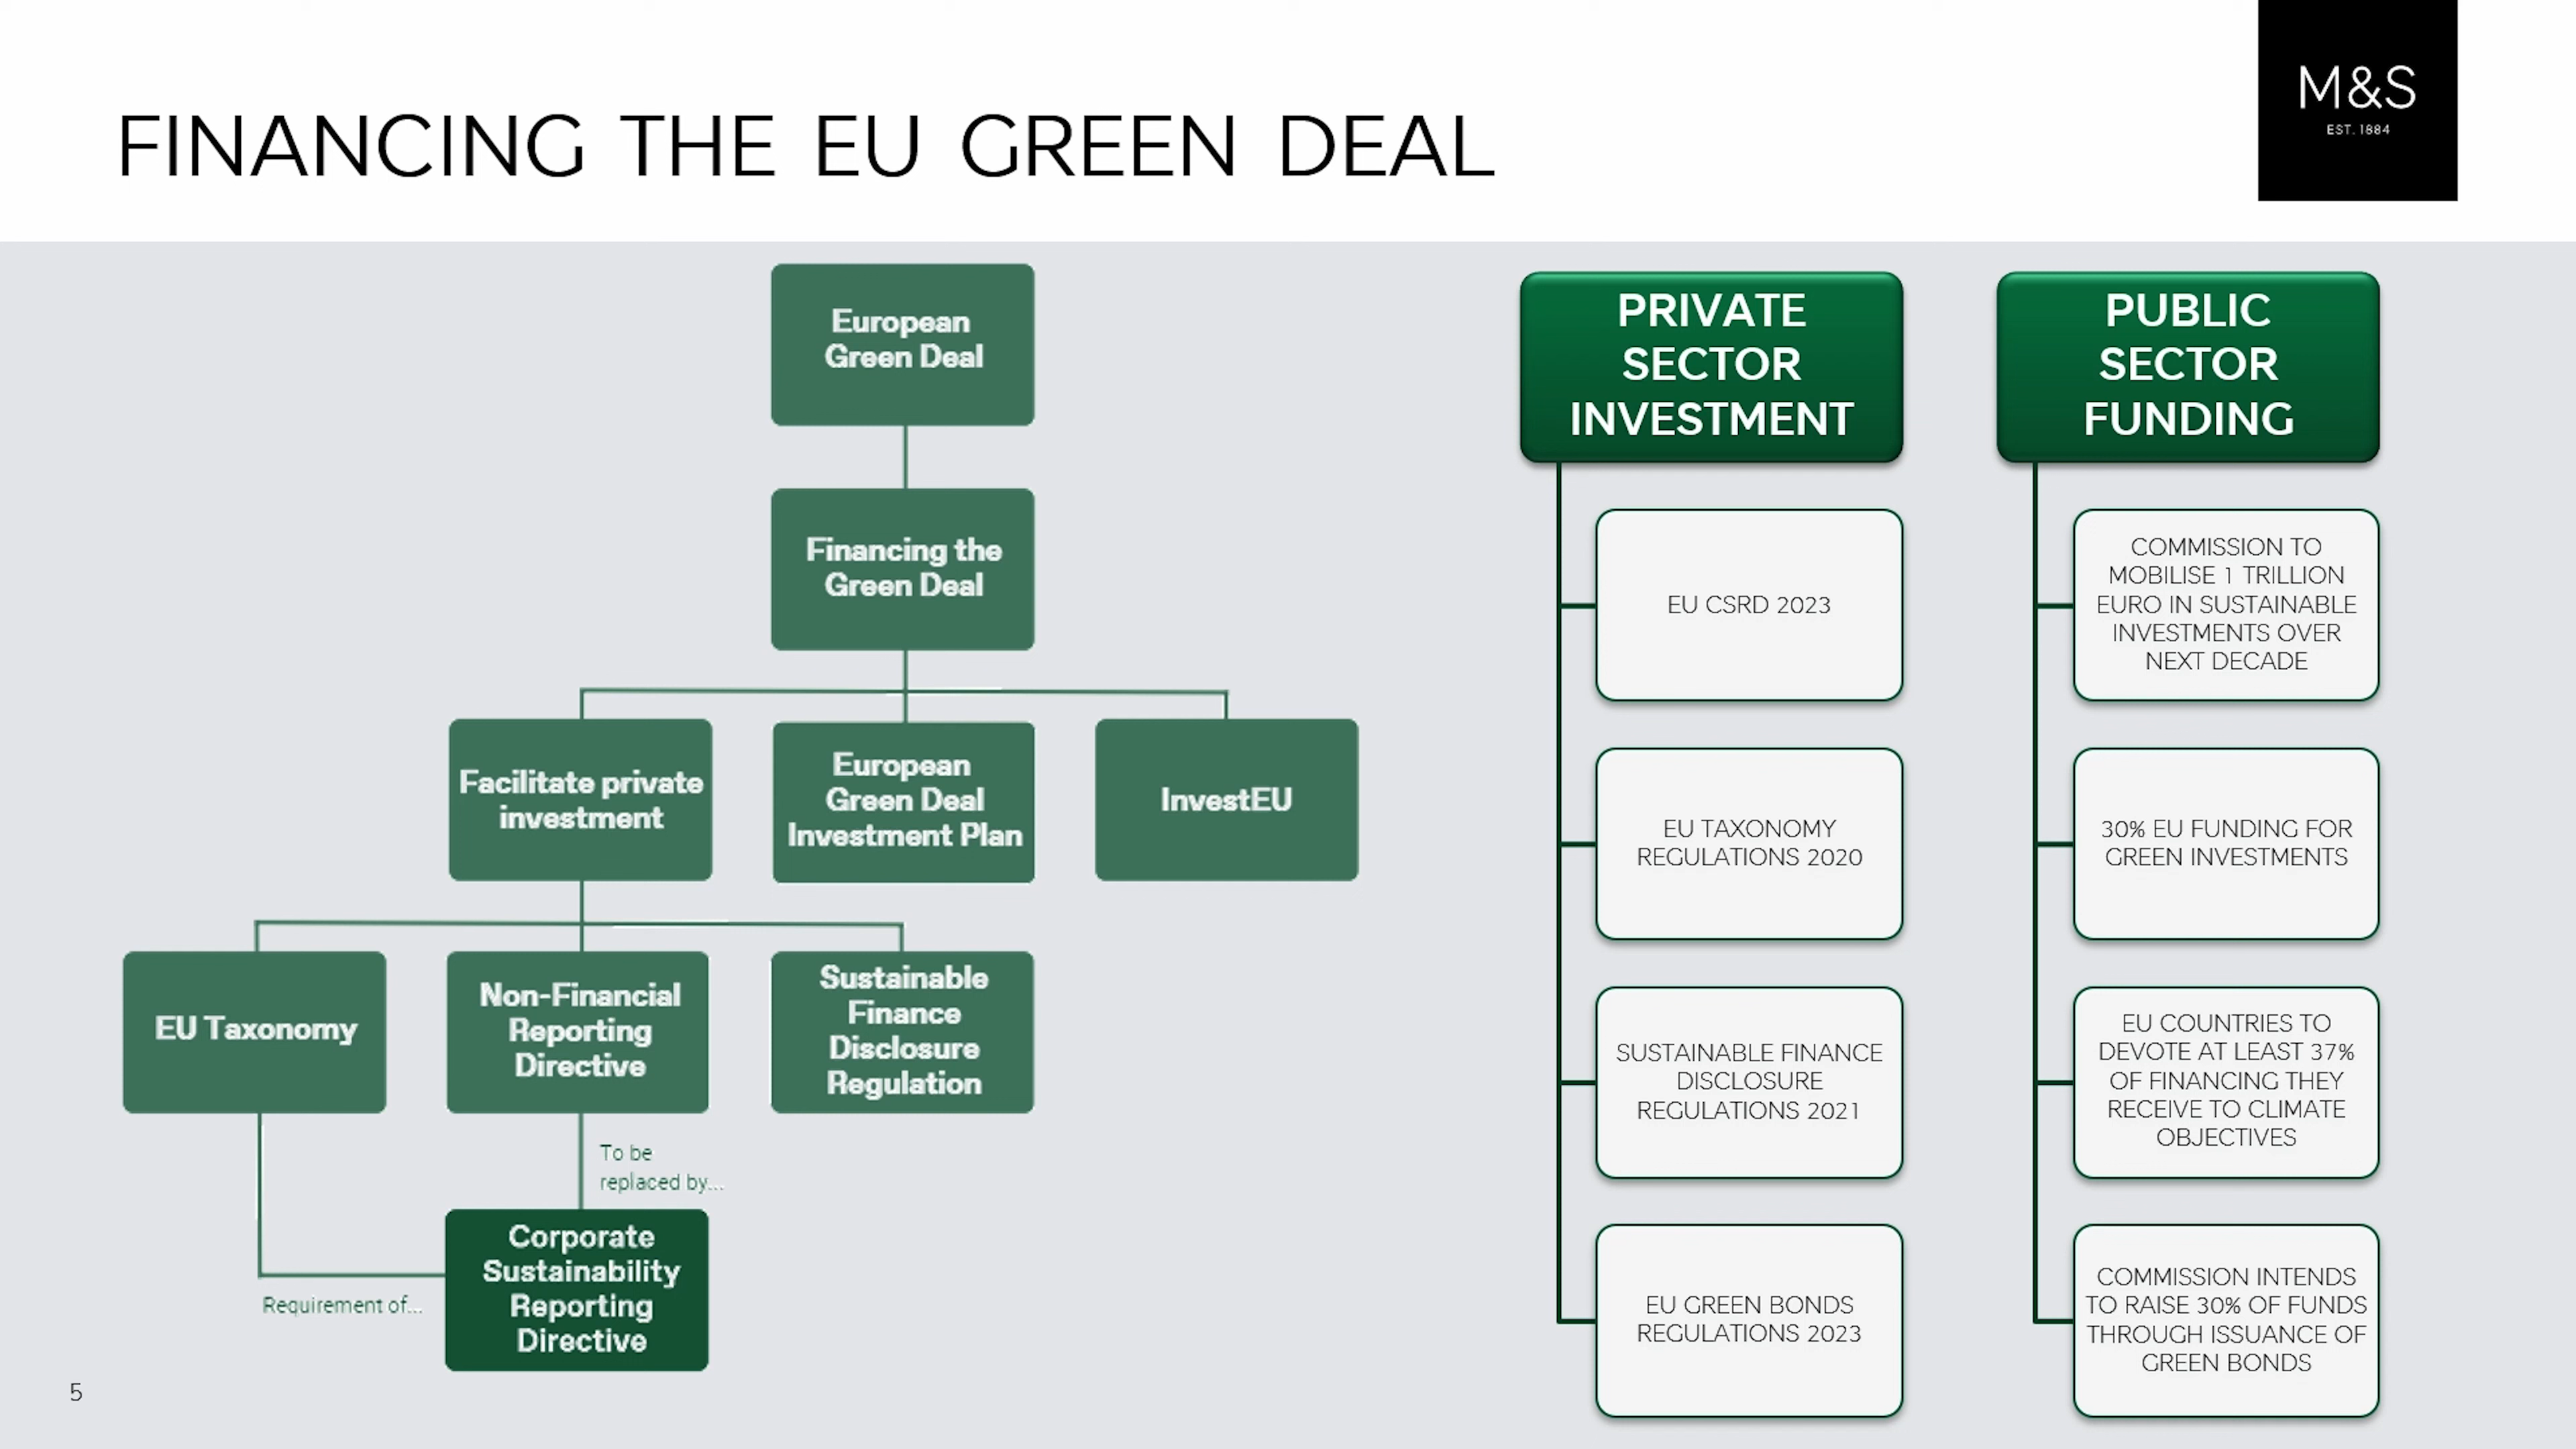 FINANCING THE EU GREEN DEAL
M&S
EST. 1884
European
Green Deal
Financing the
Green Deal
Facilitate private
investment
European
Green Deal
Investment Plan
InvestEU
EU Taxonomy
Non-Financial
Reporting
Directive
Sustainable
Finance
Disclosure
Regulation
To be
replaced by...
Requirement of...
Corporate
Sustainability
Reporting
Directive
PRIVATE
SECTOR
INVESTMENT
EU CSRD 2023
EU TAXONOMY
REGULATIONS 2020
SUSTAINABLE FINANCE
DISCLOSURE
REGULATIONS 2021
EU GREEN BONDS
REGULATIONS 2023
PUBLIC
SECTOR
FUNDING
COMMISSION TO
MOBILISE 1 TRILLION
EURO IN SUSTAINABLE
INVESTMENTS OVER
NEXT DECADE
30% EU FUNDING FOR
GREEN INVESTMENTS
EU COUNTRIES TO
DEVOTE AT LEAST 37%
OF FINANCING THEY
RECEIVE TO CLIMATE
OBJECTIVES
COMMISSION INTENDS
TO RAISE 30% OF FUNDS
THROUGH ISSUANCE OF
GREEN BONDS
5